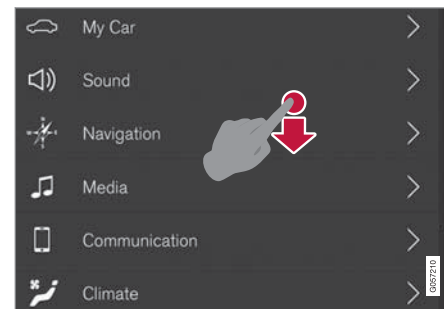 My Car
Sound
Navigation
Media
Communication
Climate
G057210